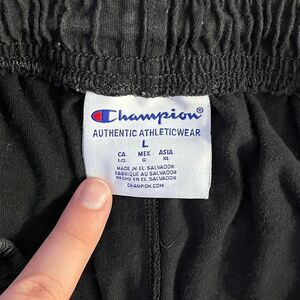 Champion®
AUTHENTIC ATHLETICWEAR
L
CA MEX ASIA
L/G G XL
MADE IN EL SALVADOR
FABRIQUÉ AU SALVADOR
HECHO EN EL SALVADOR
CHAMPION.COM